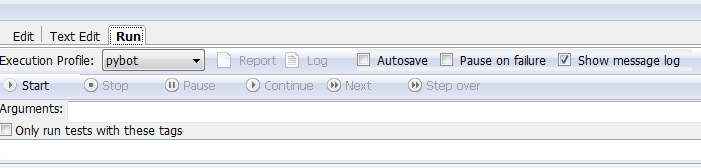 Edit Text Edit Run
Execution Profile: pybot Report Log Autosave Pause on failure Show message log
Start Stop Pause Continue Next Step over
Arguments:
Only run tests with these tags